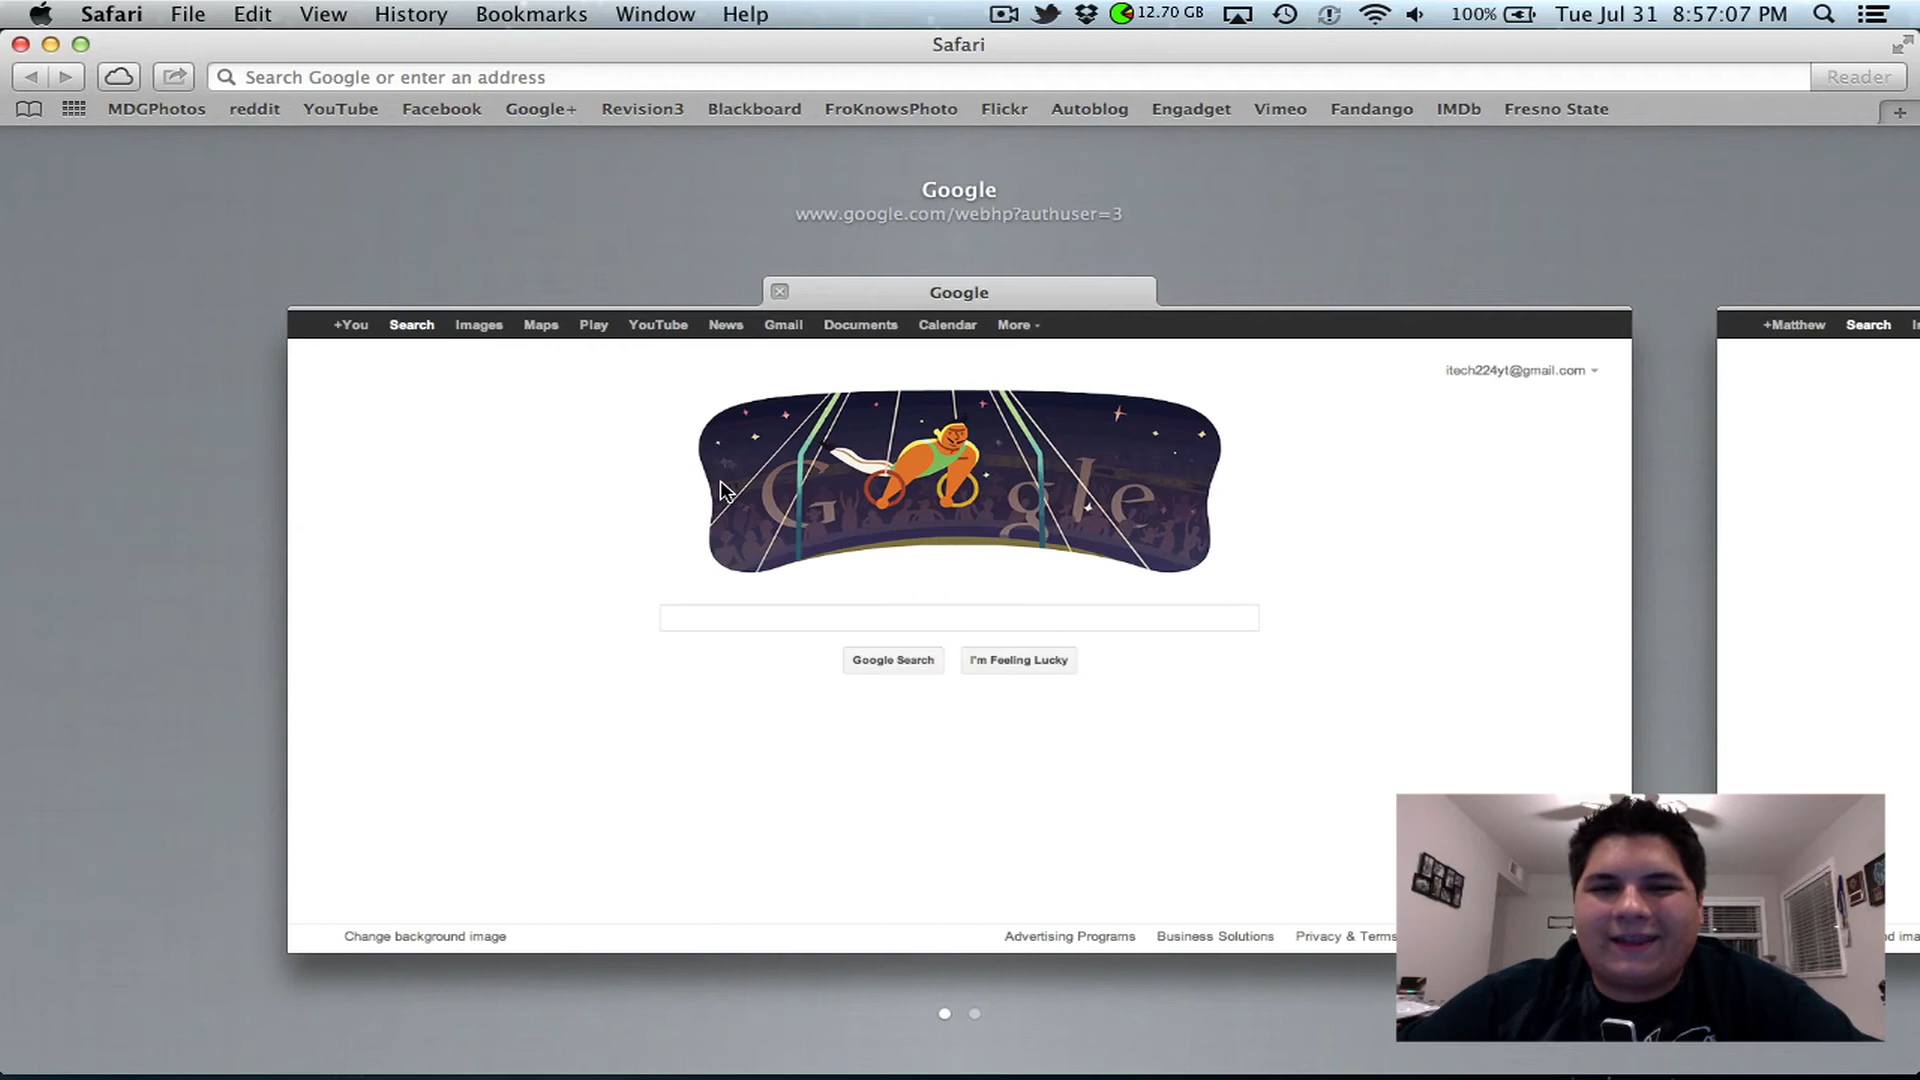 Safari File Edit View History Bookmarks Window Help 12.70 GB 100% Tue Jul 31 8:57:07 PM
Safari
Search Google or enter an address Reader
MDGPhotos reddit YouTube Facebook Google+ Revision3 Blackboard FroKnowsPhoto Flickr Autoblog Engadget Vimeo Fandango IMDb Fresno State
Google
www.google.com/webhp?authuser=3
Google
+You Search Images Maps Play YouTube News Gmail Documents Calendar More +Matthew Search
itech224yt@gmail.com
G gle
Google Search I'm Feeling Lucky
Change background image Advertising Programs Business Solutions Privacy & Terms